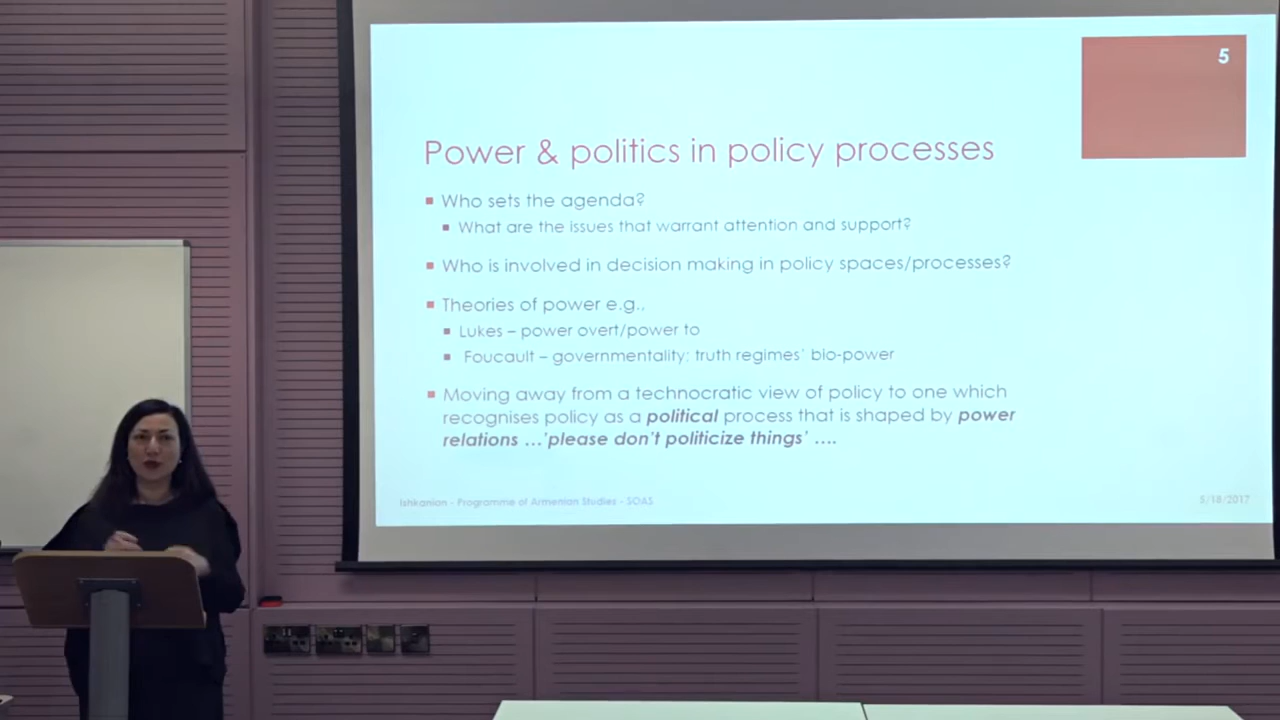 5
Power & politics in policy processes
Who sets the agenda?
What are the issues that warrant attention and support?
Who is involved in decision making in policy spaces/processes?
Theories of power e.g..
Lukes – power overt/power to
Foucault – governmentality; truth regimes' bio-power
Moving away from a technocratic view of policy to one which
recognises policy as a political process that is shaped by power
relations …'please don't politicize things' ….
Ishkanian - Programme of Armenian Studies - SOAS
5/18/2017